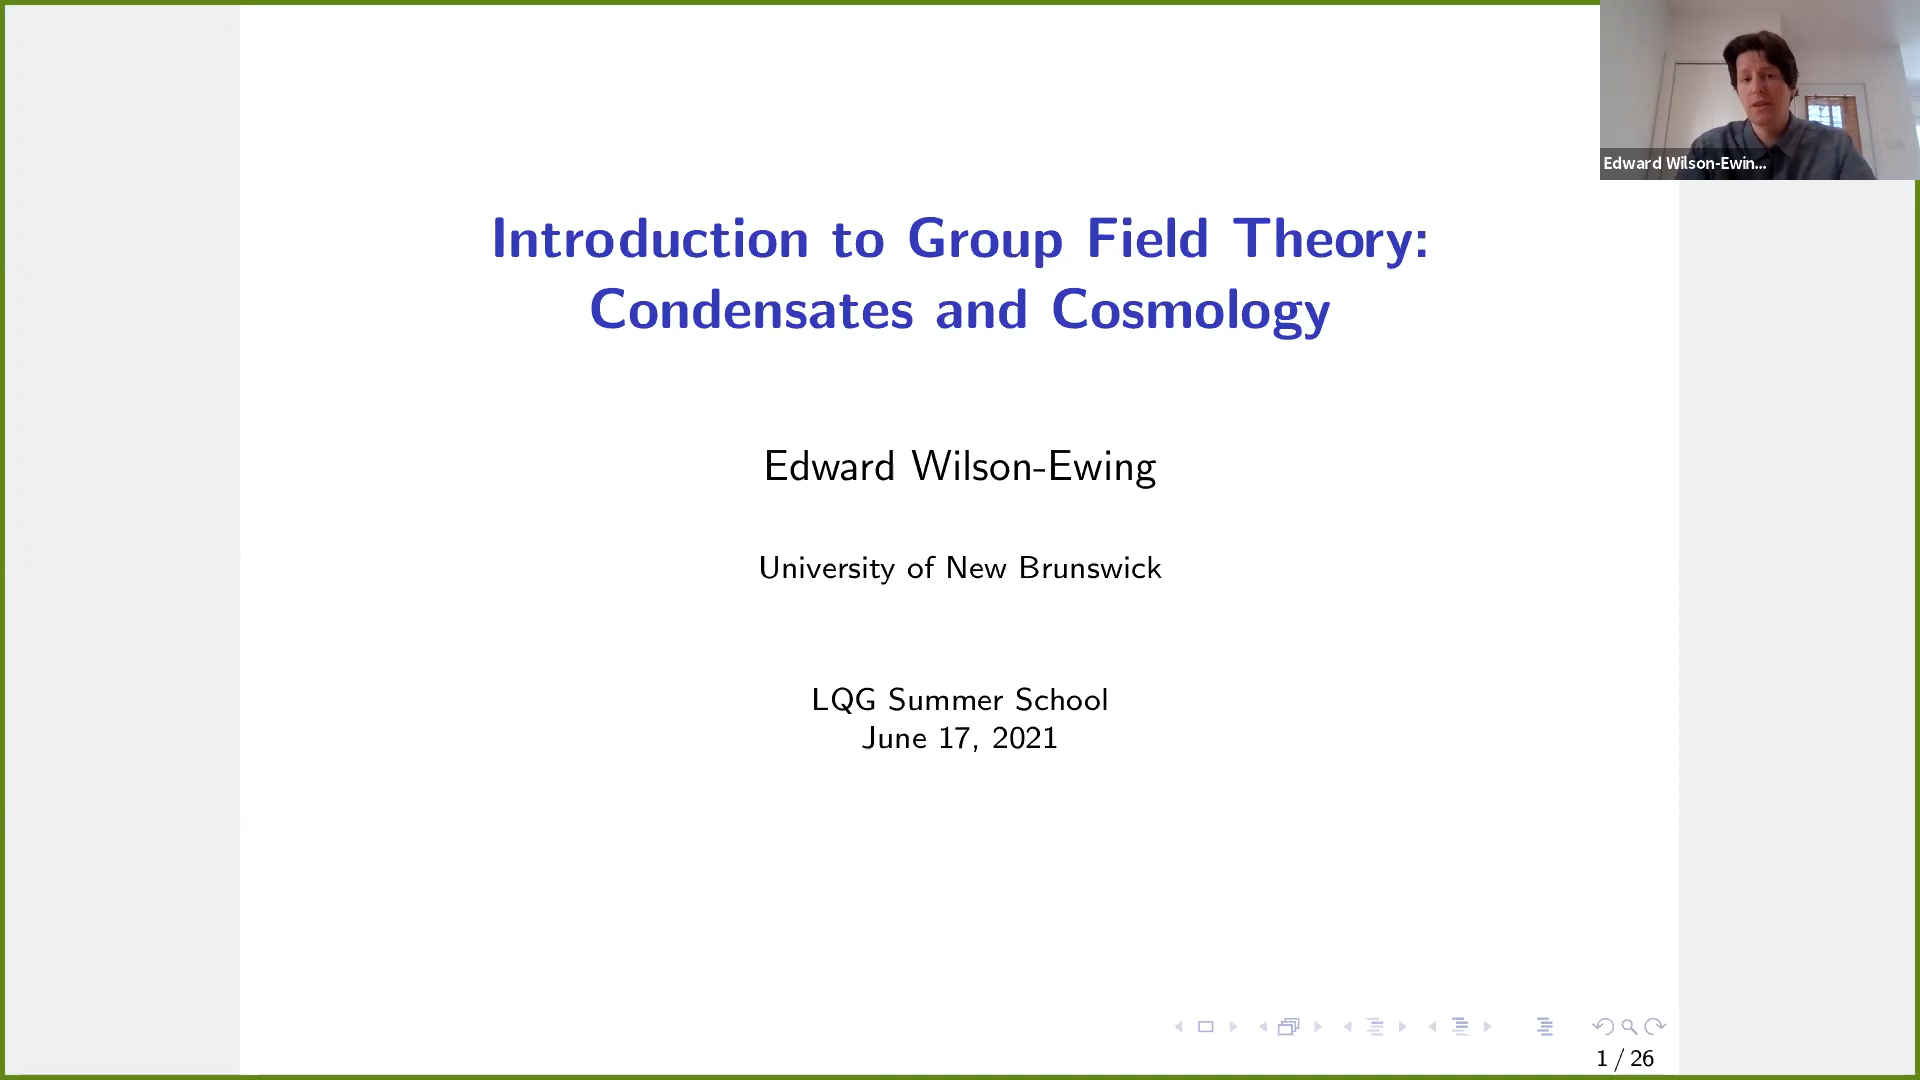 Edward Wilson-Ewin...
Introduction to Group Field Theory:
Condensates and Cosmology
Edward Wilson-Ewing
University of New Brunswick
LQG Summer School
June 17, 2021
1 / 26